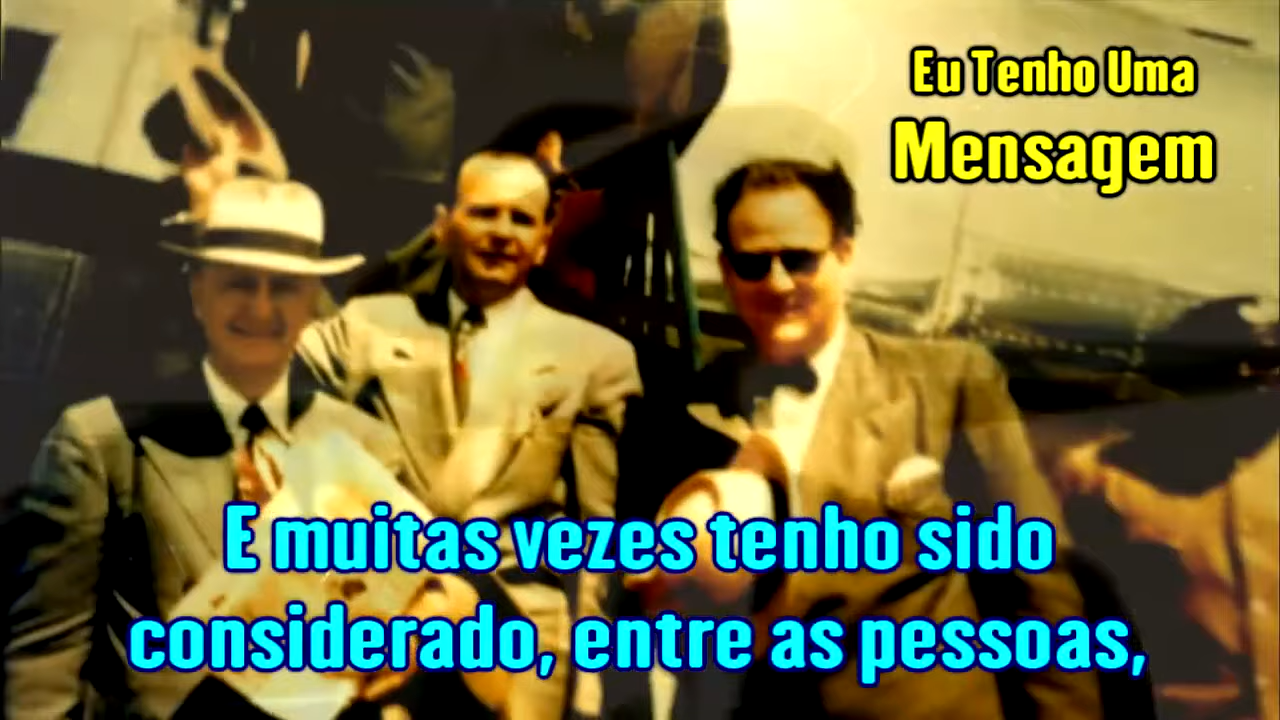 Eu Tenho Uma
Mensagem
E muitas vezes tenho sido
considerado, entre as pessoas,